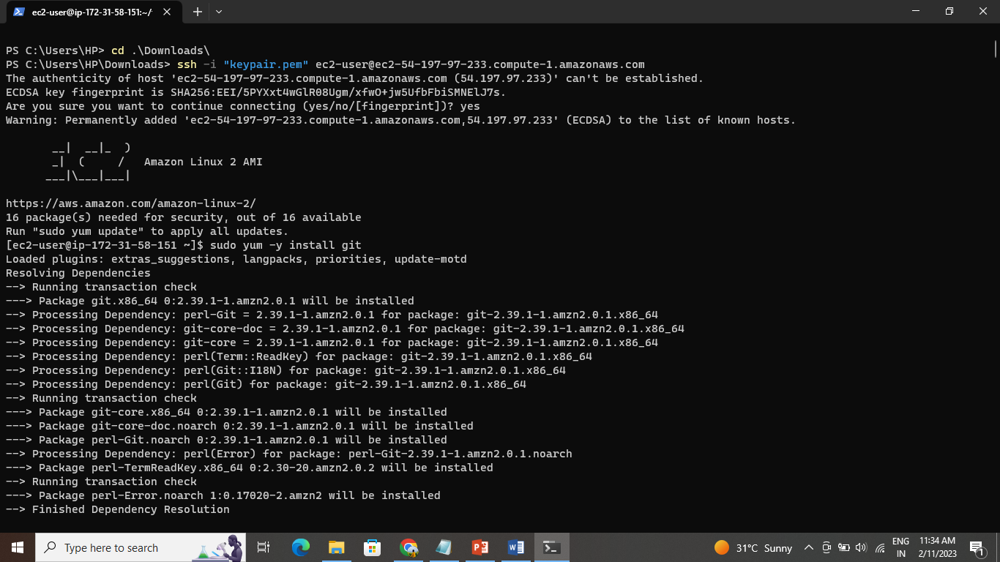 ec2-user@ip-172-31-58-151:~/
PS C:\Users\HP> cd .\Downloads\
PS C:\Users\HP\Downloads> ssh -i "keypair.pem" ec2-user@ec2-54-197-97-233.compute-1.amazonaws.com
The authenticity of host 'ec2-54-197-97-233.compute-1.amazonaws.com (54.197.97.233)' can't be established.
ECDSA key fingerprint is SHA256:EEI/5PYXxt4wGlR08Ugm/xfwO+jw5UfbFbiSMNElJ7s.
Are you sure you want to continue connecting (yes/no/[fingerprint])? yes
Warning: Permanently added 'ec2-54-197-97-233.compute-1.amazonaws.com,54.197.97.233' (ECDSA) to the list of known hosts.
       __|  __|_  )
       _|  (     /   Amazon Linux 2 AMI
      ___|\___|___|
https://aws.amazon.com/amazon-linux-2/
16 package(s) needed for security, out of 16 available
Run "sudo yum update" to apply all updates.
[ec2-user@ip-172-31-58-151 ~]$ sudo yum -y install git
Loaded plugins: extras_suggestions, langpacks, priorities, update-motd
Resolving Dependencies
--> Running transaction check
---> Package git.x86_64 0:2.39.1-1.amzn2.0.1 will be installed
--> Processing Dependency: perl-Git = 2.39.1-1.amzn2.0.1 for package: git-2.39.1-1.amzn2.0.1.x86_64
--> Processing Dependency: git-core-doc = 2.39.1-1.amzn2.0.1 for package: git-2.39.1-1.amzn2.0.1.x86_64
--> Processing Dependency: git-core = 2.39.1-1.amzn2.0.1 for package: git-2.39.1-1.amzn2.0.1.x86_64
--> Processing Dependency: perl(Term::ReadKey) for package: git-2.39.1-1.amzn2.0.1.x86_64
--> Processing Dependency: perl(Git::I18N) for package: git-2.39.1-1.amzn2.0.1.x86_64
--> Processing Dependency: perl(Git) for package: git-2.39.1-1.amzn2.0.1.x86_64
--> Running transaction check
---> Package git-core.x86_64 0:2.39.1-1.amzn2.0.1 will be installed
---> Package git-core-doc.noarch 0:2.39.1-1.amzn2.0.1 will be installed
---> Package perl-Git.noarch 0:2.39.1-1.amzn2.0.1 will be installed
--> Processing Dependency: perl(Error) for package: perl-Git-2.39.1-1.amzn2.0.1.noarch
---> Package perl-TermReadKey.x86_64 0:2.30-20.amzn2.0.2 will be installed
--> Running transaction check
---> Package perl-Error.noarch 1:0.17020-2.amzn2 will be installed
--> Finished Dependency Resolution
Type here to search
31°C Sunny
ENG
IN
11:34 AM
2/11/2023
1